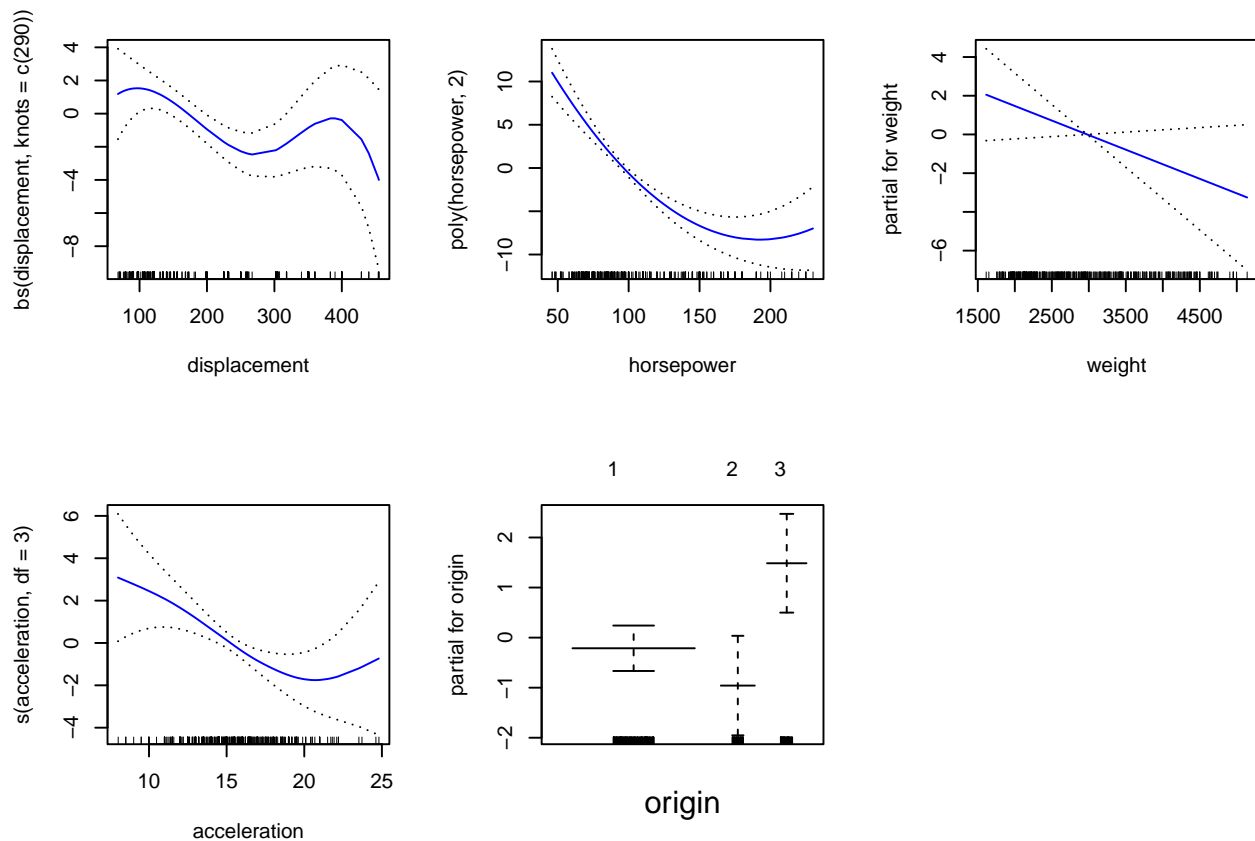 bs(displacement, knots = c(290))
4
2
0
−4
−8
100 200 300 400
displacement
poly(horsepower, 2)
10
5
0
−10
50 100 150 200
horsepower
partial for weight
4
2
0
−2
−6
1500 2500 3500 4500
weight
s(acceleration, df = 3)
6
4
2
0
−2
−4
10 15 20 25
acceleration
1 2 3
partial for origin
2
1
0
−1
−2
origin